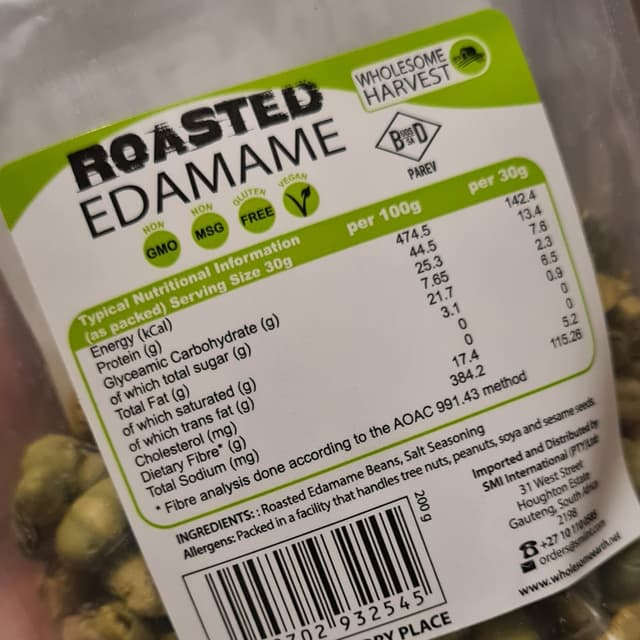 WHOLESOME
HARVEST
ROASTED
EDAMAME
PAREV
NON
GMO
NON
MSG
GLUTEN
FREE
VEGAN
Typical Nutritional Information
(as packed) Serving Size 30g per 100g per 30g
Energy (kCal) 474.5 142.4
Protein (g) 44.5 13.4
Glyceamic Carbohydrate (g) 25.3 7.6
of which total sugar (g) 7.65 2.3
Total Fat (g) 21.7 6.5
of which saturated (g) 3.1 0.9
of which trans fat (g) 0 0
Cholesterol (mg) 0 0
Dietary Fibre* (g) 17.4 5.2
Total Sodium (mg) 384.2 115.26
* Fibre analysis done according to the AOAC 991.43 method
INGREDIENTS: : Roasted Edamame Beans, Salt Seasoning
Allergens: Packed in a facility that handles tree nuts, peanuts, soya and sesame seeds.
200g
Imported and Distributed by
SMI International (PTY)Ltd
31 West Street
Houghton Estate
Gauteng, South Africa
2198
702 932545
PLACE